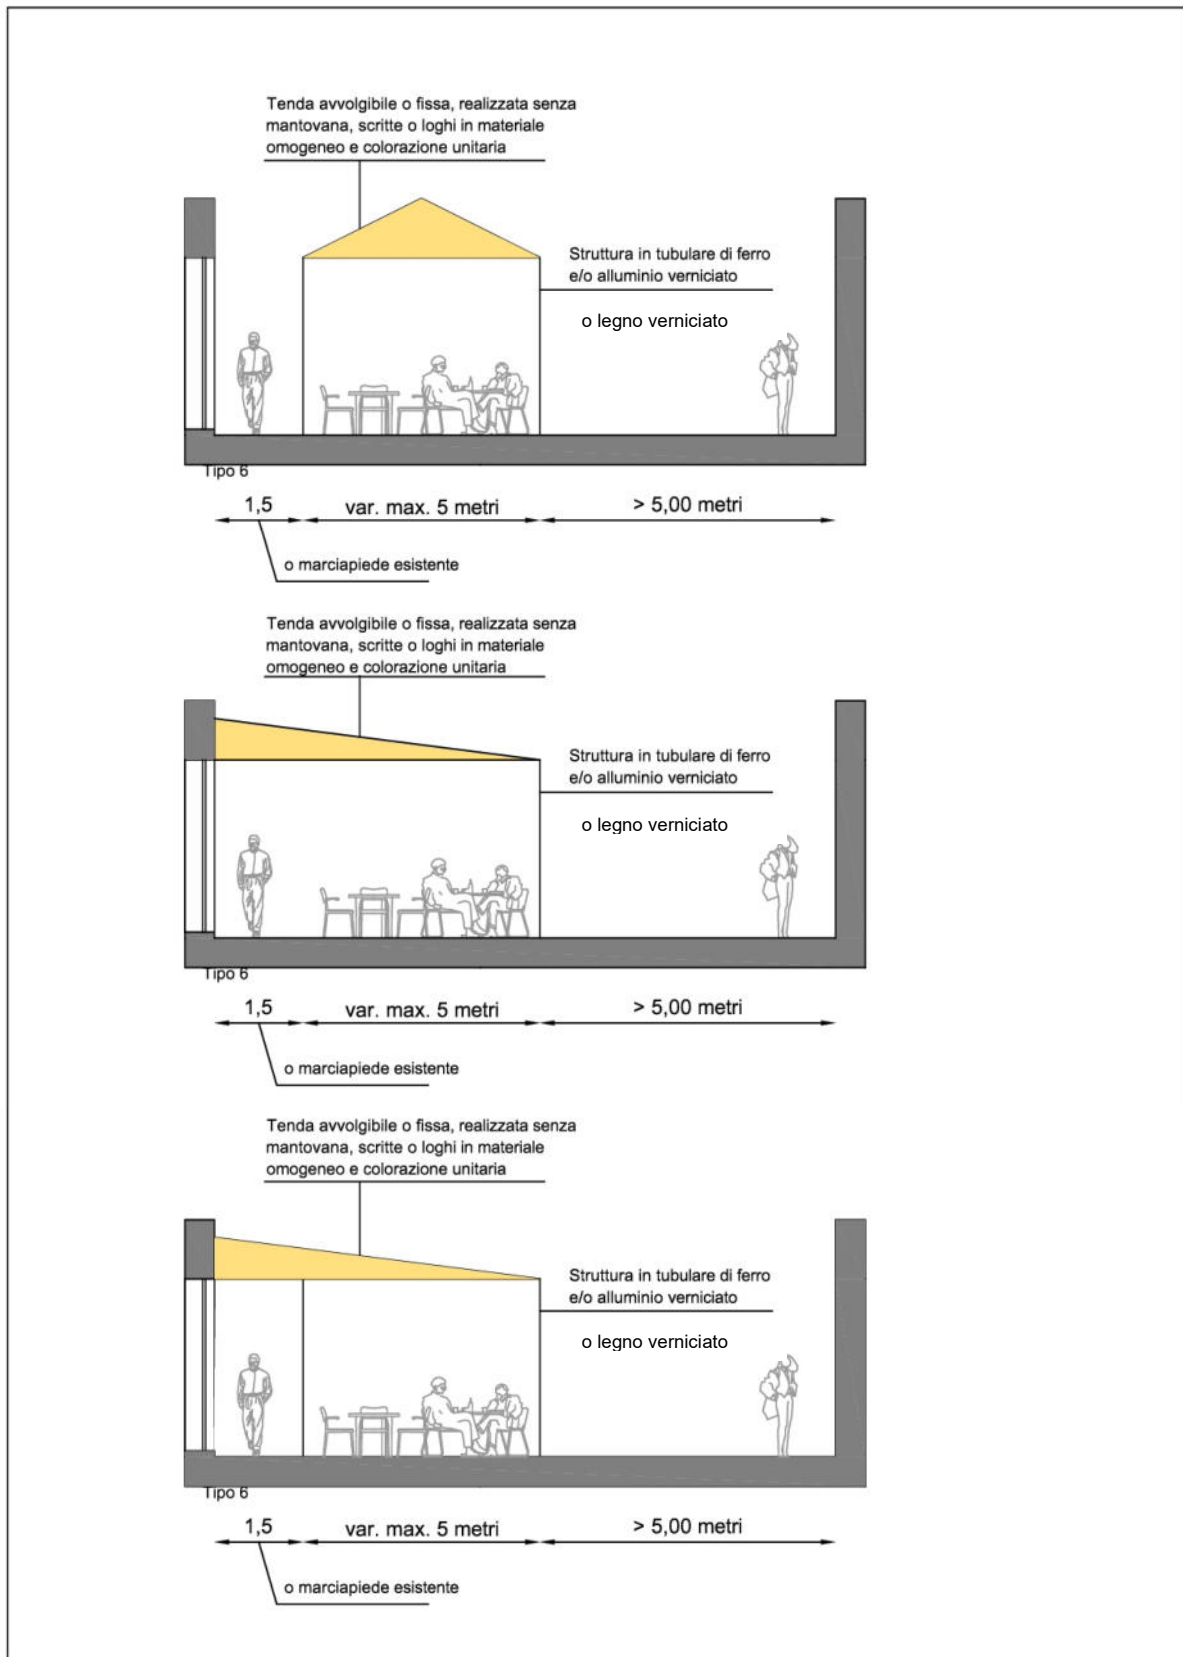 Tenda avvolgibile o fissa, realizzata senza
mantovana, scritte o loghi in materiale
omogeneo e colorazione unitaria
Struttura in tubulare di ferro
e/o alluminio verniciato
o legno verniciato
Tipo 6
1,5
var. max. 5 metri
> 5,00 metri
o marciapiede esistente
Tenda avvolgibile o fissa, realizzata senza
mantovana, scritte o loghi in materiale
omogeneo e colorazione unitaria
Struttura in tubulare di ferro
e/o alluminio verniciato
o legno verniciato
Tipo 6
1,5
var. max. 5 metri
> 5,00 metri
o marciapiede esistente
Tenda avvolgibile o fissa, realizzata senza
mantovana, scritte o loghi in materiale
omogeneo e colorazione unitaria
Struttura in tubulare di ferro
e/o alluminio verniciato
o legno verniciato
Tipo 6
1,5
var. max. 5 metri
> 5,00 metri
o marciapiede esistente